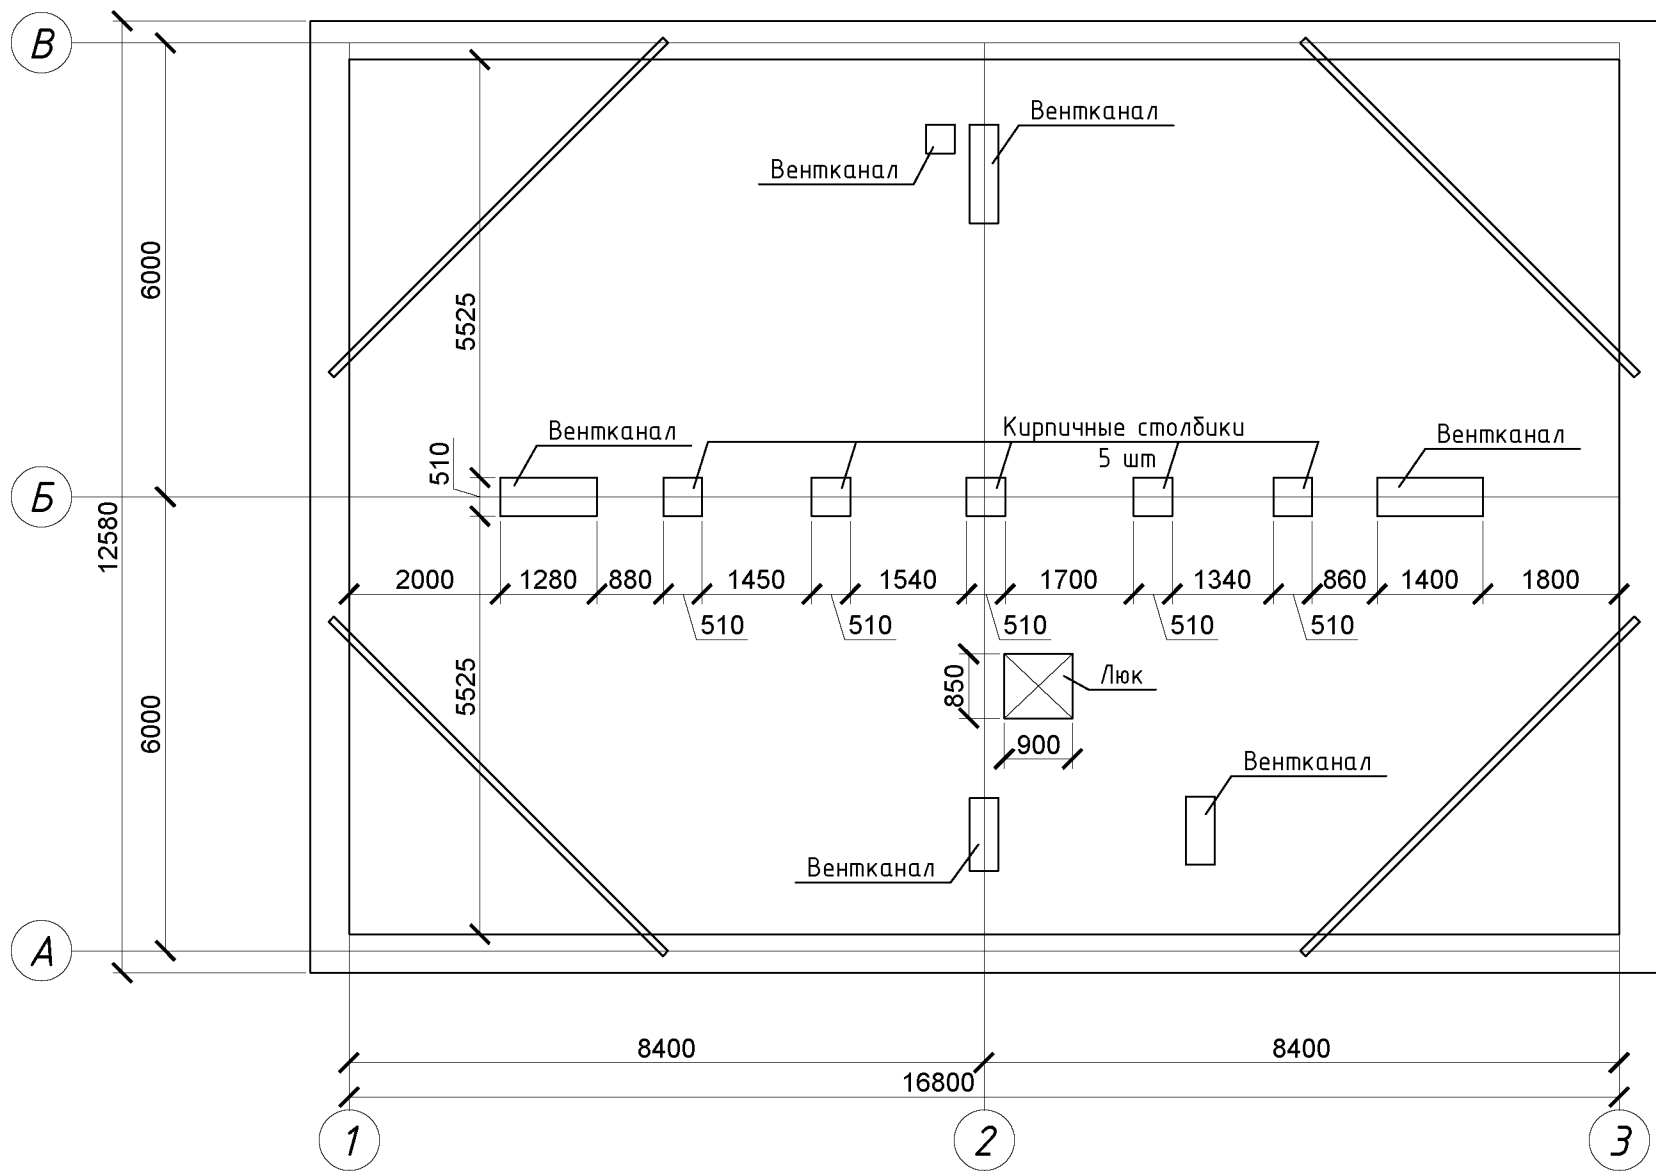 В
Вентканал
Вентканал
6000
5525
Вентканал
Кирпичные столбики
5 шт
Вентканал
510
Б
12580
2000
1280
880
1450
1540
1700
1340
860
1400
1800
510
510
510
510
510
5525
850
Люк
6000
900
Вентканал
Вентканал
А
8400
8400
16800
1
2
3